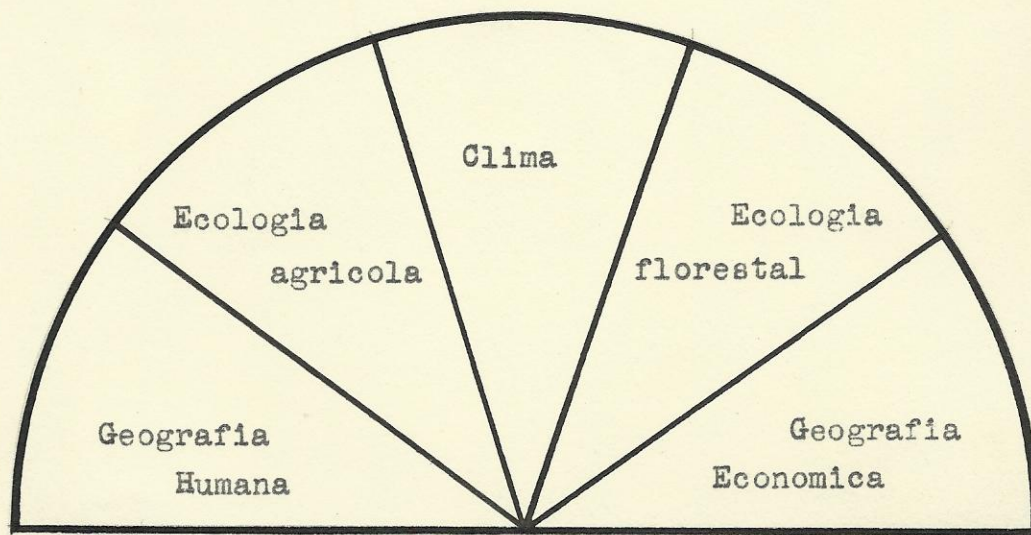 Clima
Ecologia
agricola
Ecologia
florestal
Geografia
Humana
Geografia
Economica